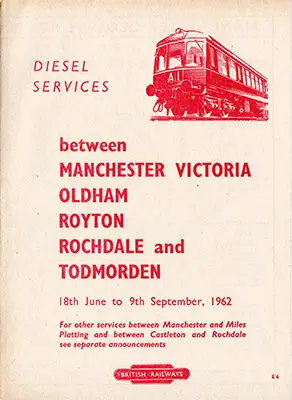 DIESEL
SERVICES
A1
between
MANCHESTER VICTORIA
OLDHAM
ROYTON
ROCHDALE and
TODMORDEN
18th June to 9th September, 1962
For other services between Manchester and Miles
Platting and between Castleton and Rochdale
see separate announcements
BRITISH RAILWAYS